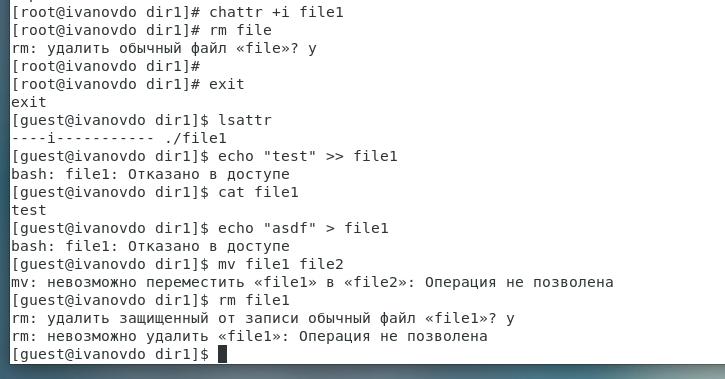 [root@ivanovdo dir1]# chattr +i file1
[root@ivanovdo dir1]# rm file
rm: удалить обычный файл «file»? y
[root@ivanovdo dir1]#
[root@ivanovdo dir1]# exit
exit
[guest@ivanovdo dir1]$ lsattr
----i----------- ./file1
[guest@ivanovdo dir1]$ echo "test" >> file1
bash: file1: Отказано в доступе
[guest@ivanovdo dir1]$ cat file1
test
[guest@ivanovdo dir1]$ echo "asdf" > file1
bash: file1: Отказано в доступе
[guest@ivanovdo dir1]$ mv file1 file2
mv: невозможно переместить «file1» в «file2»: Операция не позволена
[guest@ivanovdo dir1]$ rm file1
rm: удалить защищенный от записи обычный файл «file1»? y
rm: невозможно удалить «file1»: Операция не позволена
[guest@ivanovdo dir1]$